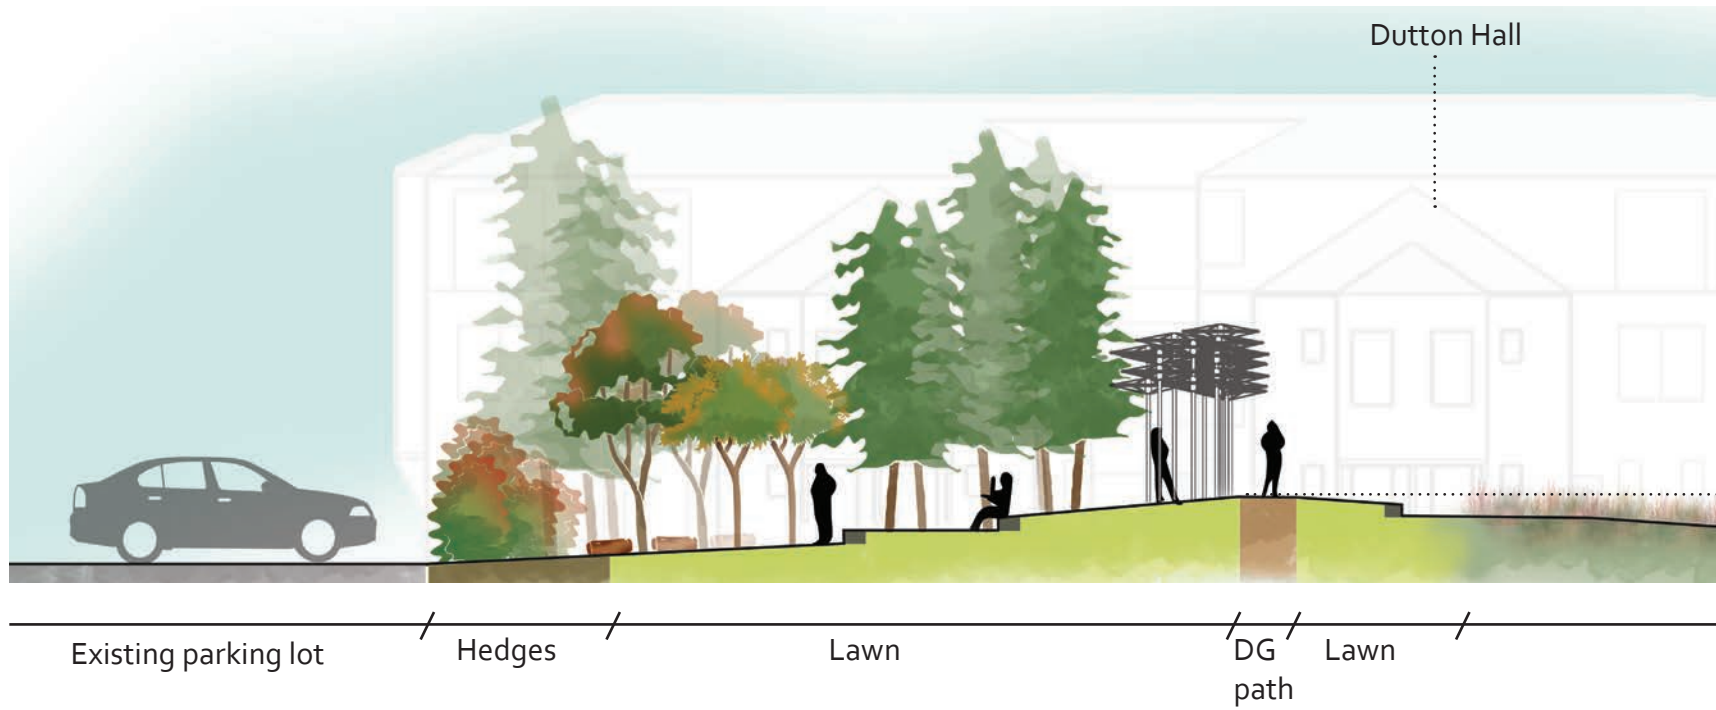 Dutton Hall
Existing parking lot
Hedges
Lawn
DG
path
Lawn